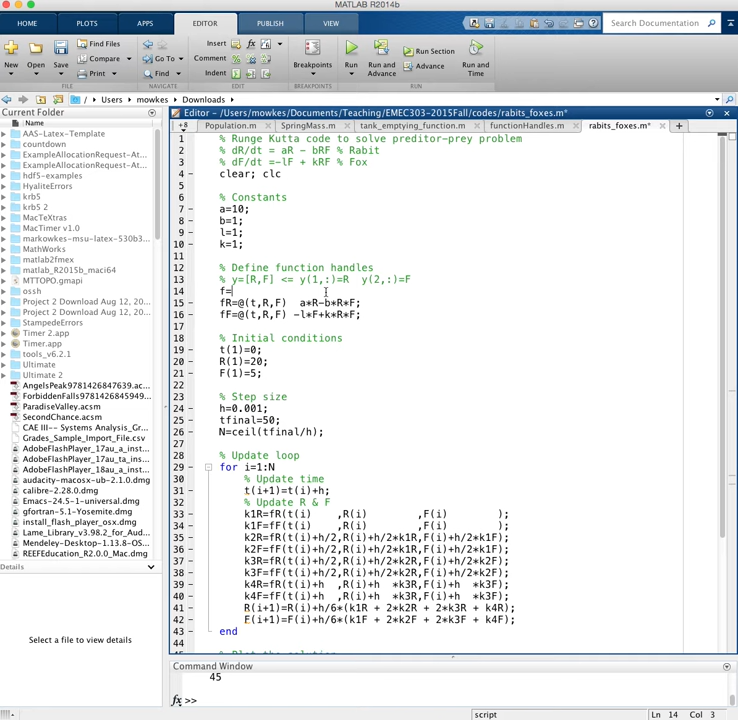 MATLAB R2014b
HOME PLOTS APPS EDITOR PUBLISH VIEW Search Documentation
New Open Save Find Files Compare Print Go To Find Insert Comment Indent fx Breakpoints Run Run and Advance Run Section Advance Run and Time
FILE NAVIGATE EDIT BREAKPOINTS RUN
/ Users mowkes Downloads
Current Folder
Name
AAS-Latex-Template
countdown
ExampleAllocationRequest-At...
ExampleAllocationRequest-At...
hdf5-examples
HyaliteErrors
krb5
krb5 2
MacTeXtras
MacTimer v1.0
markowkes-msu-latex-530b3...
MathWorks
matlab2fmex
matlab_R2015b_maci64
MTTOPO.mgapi
ossh
Project 2 Download Aug 12, 20...
Project 2 Download Aug 12, 20...
StampedeErrors
Timer 2.app
Timer.app
tools_v6.2.1
Ultimate
Ultimate 2
AngelsPeak9781426847639.ac...
ForbiddenFalls9781426845949...
ParadiseValley.acsm
SecondChance.acsm
CAE III-- Systems Analysis_Gr...
Grades_Sample_Import_File.csv
AdobeFlashPlayer_17au_a_inst...
AdobeFlashPlayer_17au_ta_ins...
AdobeFlashPlayer_18au_a_inst...
audacity-macosx-ub-2.1.0.dmg
calibre-2.28.0.dmg
Emacs-24.5-1-universal.dmg
gfortran-5.1-Yosemite.dmg
install_flash_player_osx.dmg
Lame_Library_v3.98.2_for_Aud...
Mendeley-Desktop-1.13.8-OS...
REEFEducation_R2.0.0_Mac.dmg
Details
Select a file to view details
Editor - /Users/mowkes/Documents/Teaching/EMEC303-2015Fall/codes/rabits_foxes.m*
+8 Population.m SpringMass.m tank_emptying_function.m functionHandles.m rabits_foxes.m*
1 % Runge Kutta code to solve preditor-prey problem
2 % dR/dt = aR - bRF % Rabit
3 % dF/dt =-lF + kRF % Fox
4 clear; clc
5
6 % Constants
7 a=10;
8 b=1;
9 l=1;
10 k=1;
11
12 % Define function handles
13 % y=[R,F] <= y(1,:)=R y(2,:)=F
14 f=
15 fR=@(t,R,F) a*R-b*R*F;
16 fF=@(t,R,F) -l*F+k*R*F;
17
18 % Initial conditions
19 t(1)=0;
20 R(1)=20;
21 F(1)=5;
22
23 % Step size
24 h=0.001;
25 tfinal=50;
26 N=ceil(tfinal/h);
27
28 % Update loop
29 for i=1:N
30 % Update time
31 t(i+1)=t(i)+h;
32 % Update R & F
33 k1R=fR(t(i) ,R(i) ,F(i) );
34 k1F=fF(t(i) ,R(i) ,F(i) );
35 k2R=fR(t(i)+h/2,R(i)+h/2*k1R,F(i)+h/2*k1F);
36 k2F=fF(t(i)+h/2,R(i)+h/2*k1R,F(i)+h/2*k1F);
37 k3R=fR(t(i)+h/2,R(i)+h/2*k2R,F(i)+h/2*k2F);
38 k3F=fF(t(i)+h/2,R(i)+h/2*k2R,F(i)+h/2*k2F);
39 k4R=fR(t(i)+h ,R(i)+h *k3R,F(i)+h *k3F);
40 k4F=fF(t(i)+h ,R(i)+h *k3R,F(i)+h *k3F);
41 R(i+1)=R(i)+h/6*(k1R + 2*k2R + 2*k3R + k4R);
42 F(i+1)=F(i)+h/6*(k1F + 2*k2F + 2*k3F + k4F);
43 end
44
Command Window
45
fx >>
script Ln 14 Col 3